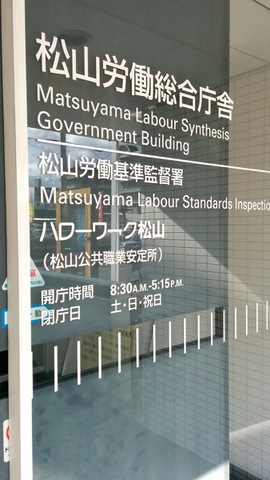 松山労働総合庁舎
Matsuyama Labour Synthesis
Government Building
松山労働基準監督署
Matsuyama Labour Standards Inspectio
ハローワーク松山
(松山公共職業安定所)
開庁時間 8:30A.M.-5:15P.M.
閉庁日 土・日・祝日